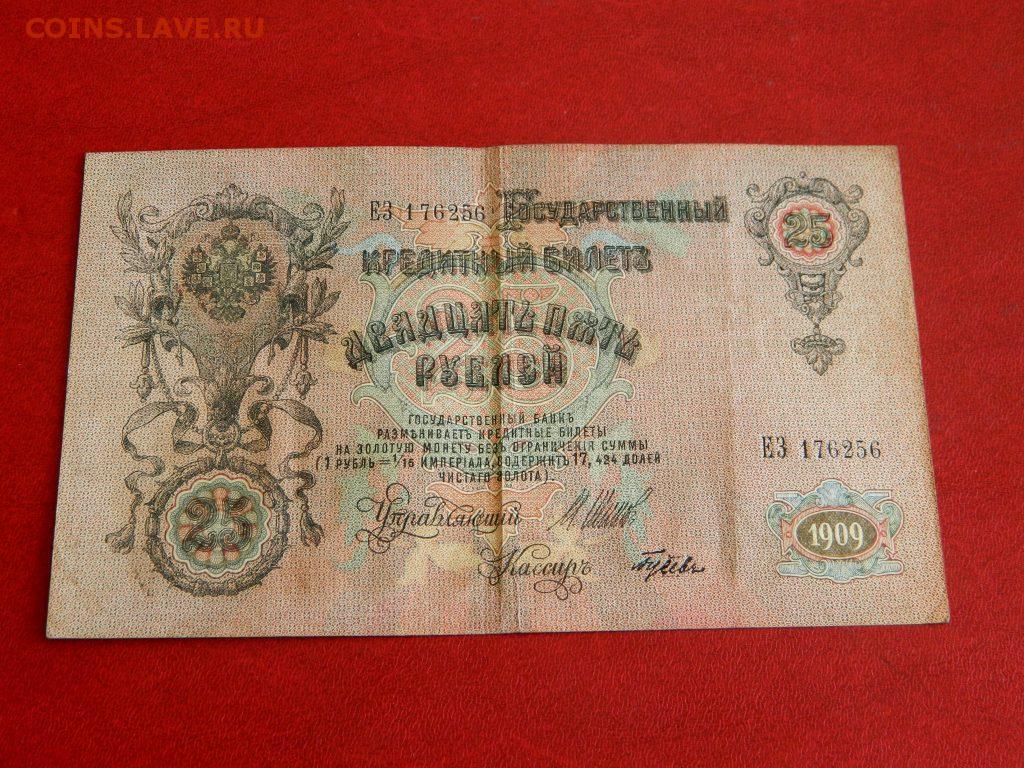 COINS.LAVE.RU
ЕЗ 176256 ГОСУДАРСТВЕННЫЙ
КРЕДИТНЫЙ БИЛЕТЪ
25
ДВАДЦАТЬ ПЯТЬ
РУБЛЕЙ
25
ГОСУДАРСТВЕННЫЙ БАНКЪ
РАЗМѢНИВАЕТЪ КРЕДИТНЫЕ БИЛЕТЫ
НА ЗОЛОТУЮ МОНЕТУ БЕЗЪ ОГРАНИЧЕНІЯ СУММЫ
(1 РУБЛЬ = 1/15 ИМПЕРІАЛА, СОДЕРЖИТЪ 17, 424 ДОЛЕЙ
ЧИСТАГО ЗОЛОТА).
ЕЗ 176256
25
Управляющій
1909
Кассиръ